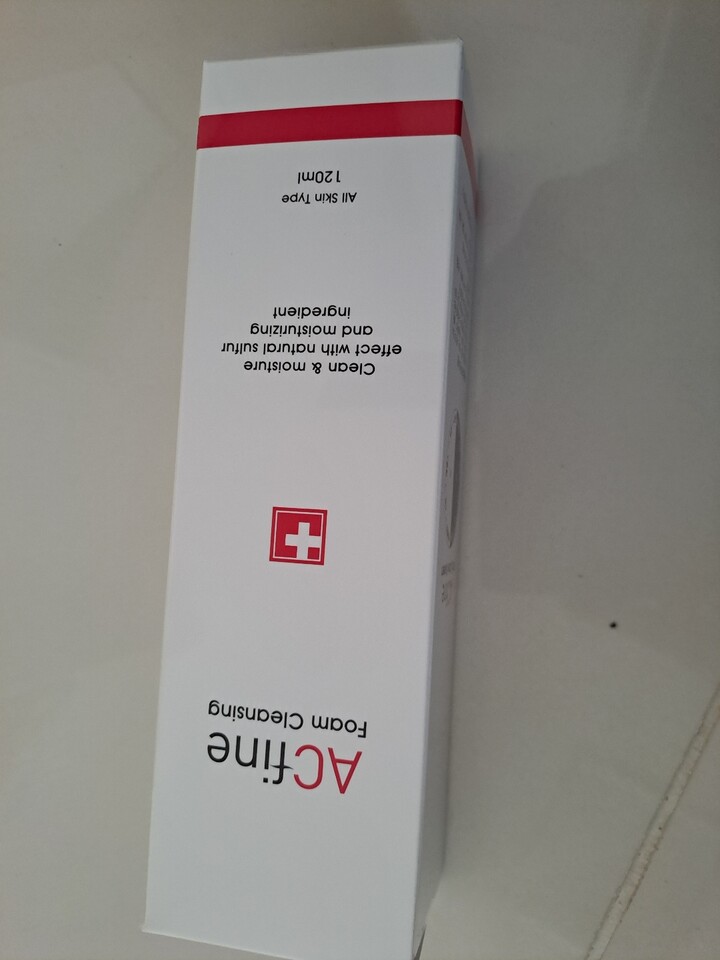 ACfine
Foam Cleansing
Clean & moisture
effect with natural sulfur
and moisturizing
ingredient
All Skin Type
120ml